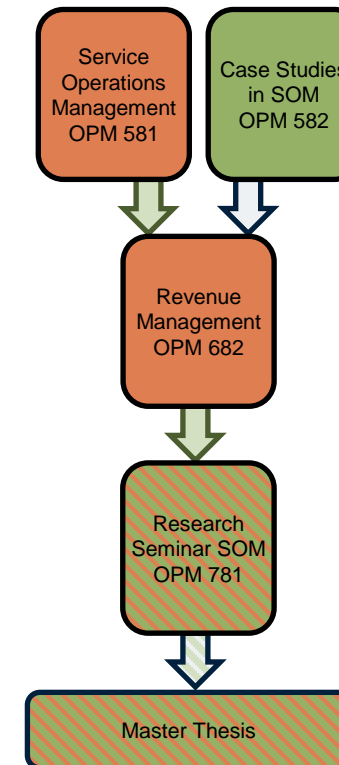 Service
Operations
Management
OPM 581
Case Studies
in SOM
OPM 582
Revenue
Management
OPM 682
Research
Seminar SOM
OPM 781
Master Thesis